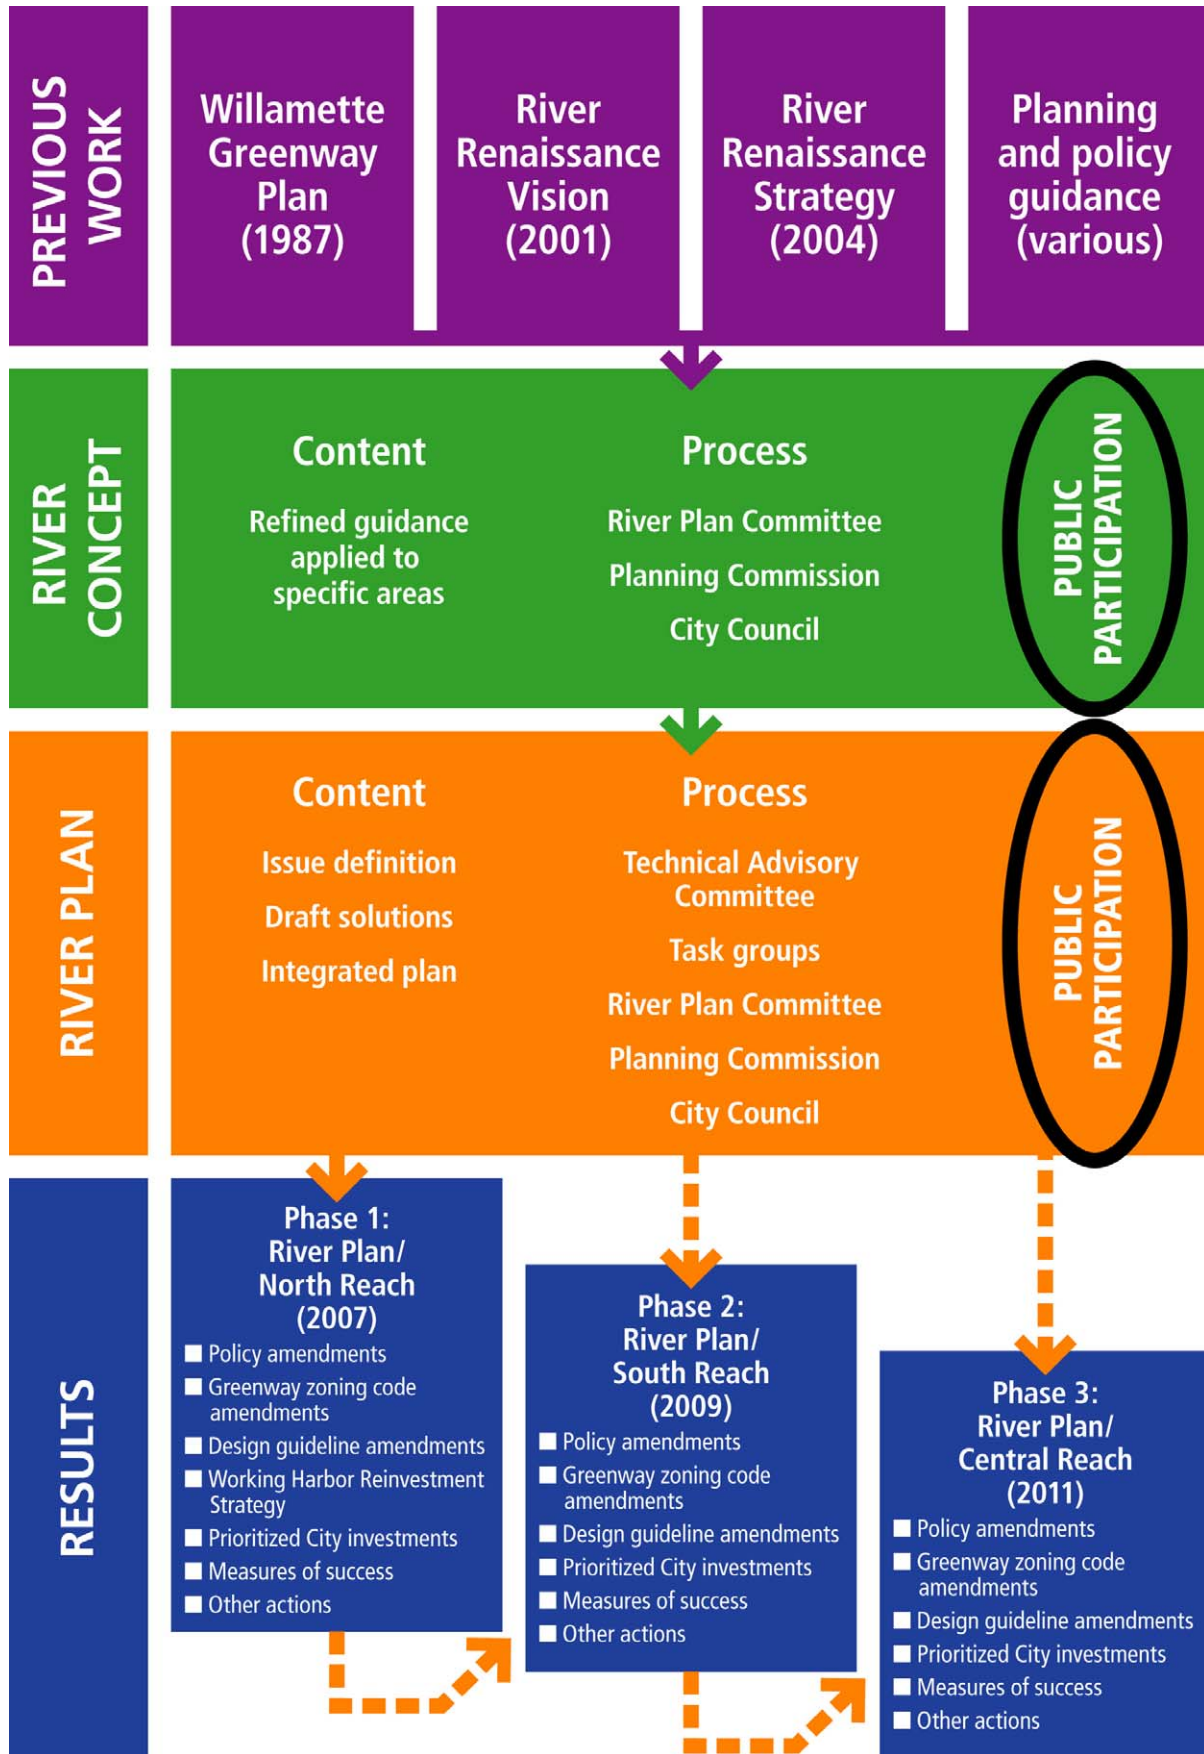 PREVIOUS
WORK
Willamette
Greenway
Plan
(1987)
River
Renaissance
Vision
(2001)
River
Renaissance
Strategy
(2004)
Planning
and policy
guidance
(various)
RIVER
CONCEPT
Content
Refined guidance
applied to
specific areas
Process
River Plan Committee
Planning Commission
City Council
PUBLIC
PARTICIPATION
RIVER PLAN
Content
Issue definition
Draft solutions
Integrated plan
Process
Technical Advisory
Committee
Task groups
River Plan Committee
Planning Commission
City Council
PUBLIC
PARTICIPATION
RESULTS
Phase 1:
River Plan/
North Reach
(2007)
Policy amendments
Greenway zoning code
amendments
Design guideline amendments
Working Harbor Reinvestment
Strategy
Prioritized City investments
Measures of success
Other actions
Phase 2:
River Plan/
South Reach
(2009)
Policy amendments
Greenway zoning code
amendments
Design guideline amendments
Prioritized City investments
Measures of success
Other actions
Phase 3:
River Plan/
Central Reach
(2011)
Policy amendments
Greenway zoning code
amendments
Design guideline amendments
Prioritized City investments
Measures of success
Other actions